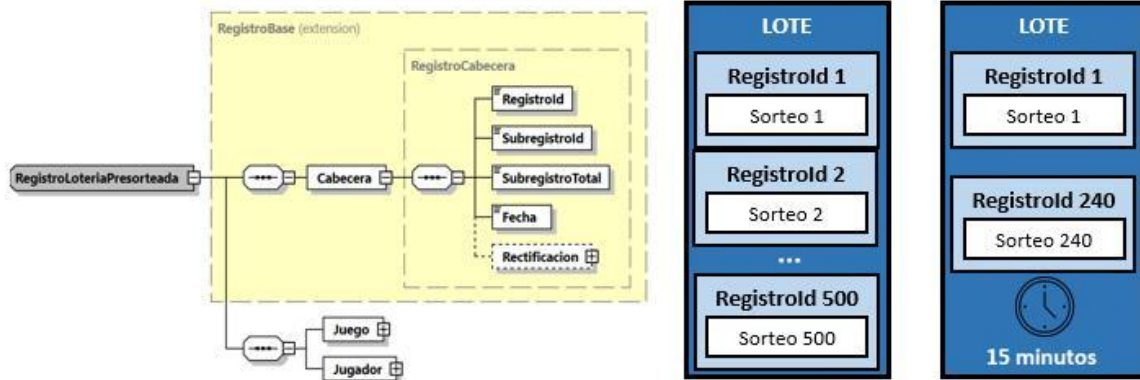 RegistroBase (extension)
RegistroCabecera
RegistroId
SubregistroId
SubregistroTotal
Fecha
Rectificacion
Cabecera
RegistroLoteriaPresorteada
Juego
Jugador
LOTE
RegistroId 1
Sorteo 1
RegistroId 2
Sorteo 2
...
RegistroId 500
Sorteo 500
LOTE
RegistroId 1
Sorteo 1
RegistroId 240
Sorteo 240
15 minutos